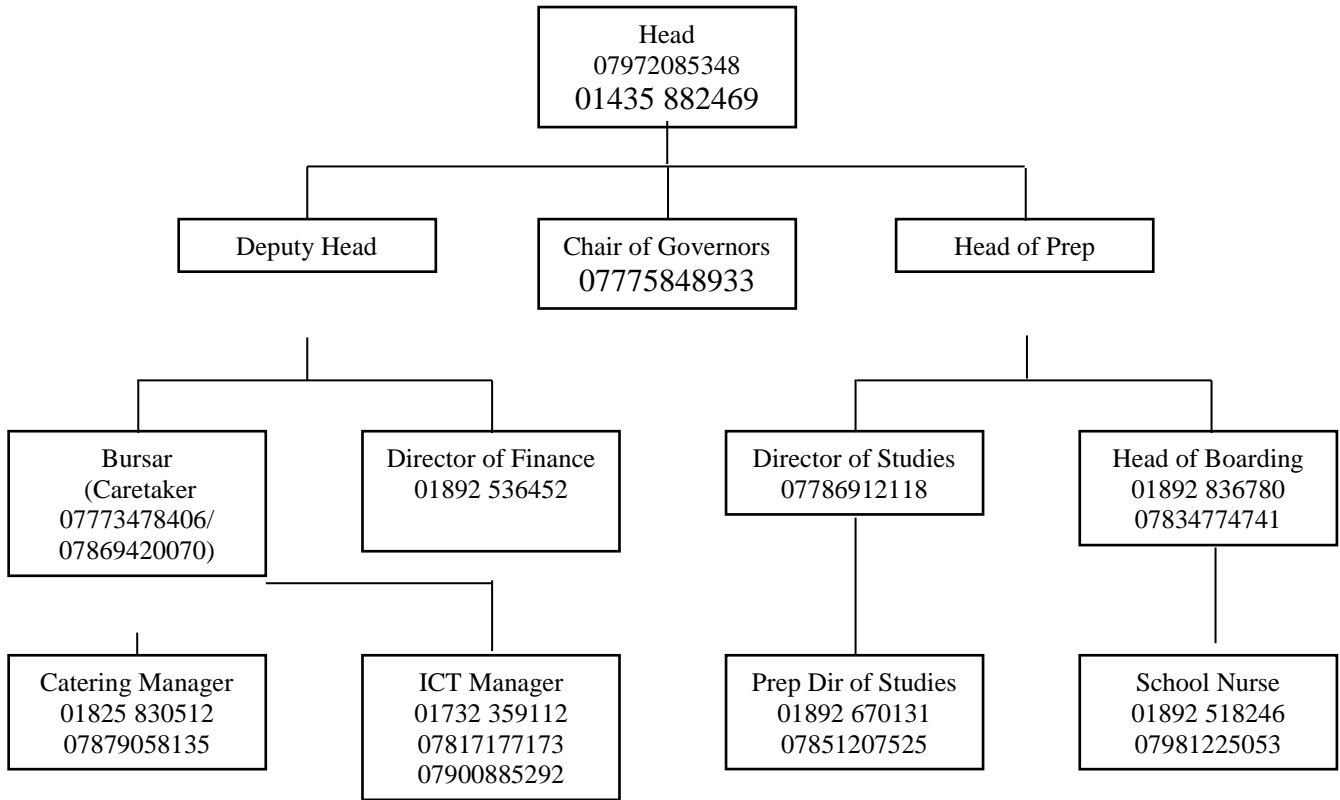 Head
07972085348
01435 882469
Deputy Head
Chair of Governors
07775848933
Head of Prep
Bursar
(Caretaker
07773478406/
07869420070)
Director of Finance
01892 536452
Director of Studies
07786912118
Head of Boarding
01892 836780
07834774741
Catering Manager
01825 830512
07879058135
ICT Manager
01732 359112
07817177173
07900885292
Prep Dir of Studies
01892 670131
07851207525
School Nurse
01892 518246
07981225053